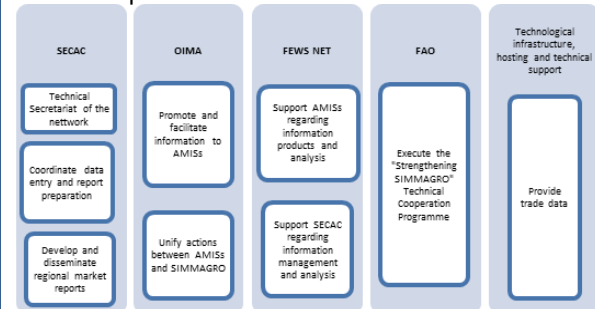 SECAC
Technical
Secretariat of the
nettwork
Coordinate data
entry and report
preparation
Develop and
disseminate
regional market
reports
OIMA
Promote and
facilitate
information to
AMISs
Unify actions
between AMISs
and SIMMAGRO
FEWS NET
Support AMISs
regarding
information
products and
analysis
Support SECAC
regarding
information
management
and analysis
FAO
Execute the
"Strengthening
SIMMAGRO"
Technical
Cooperation
Programme
Technological
infrastructure,
hosting and technical
support
Provide
trade data